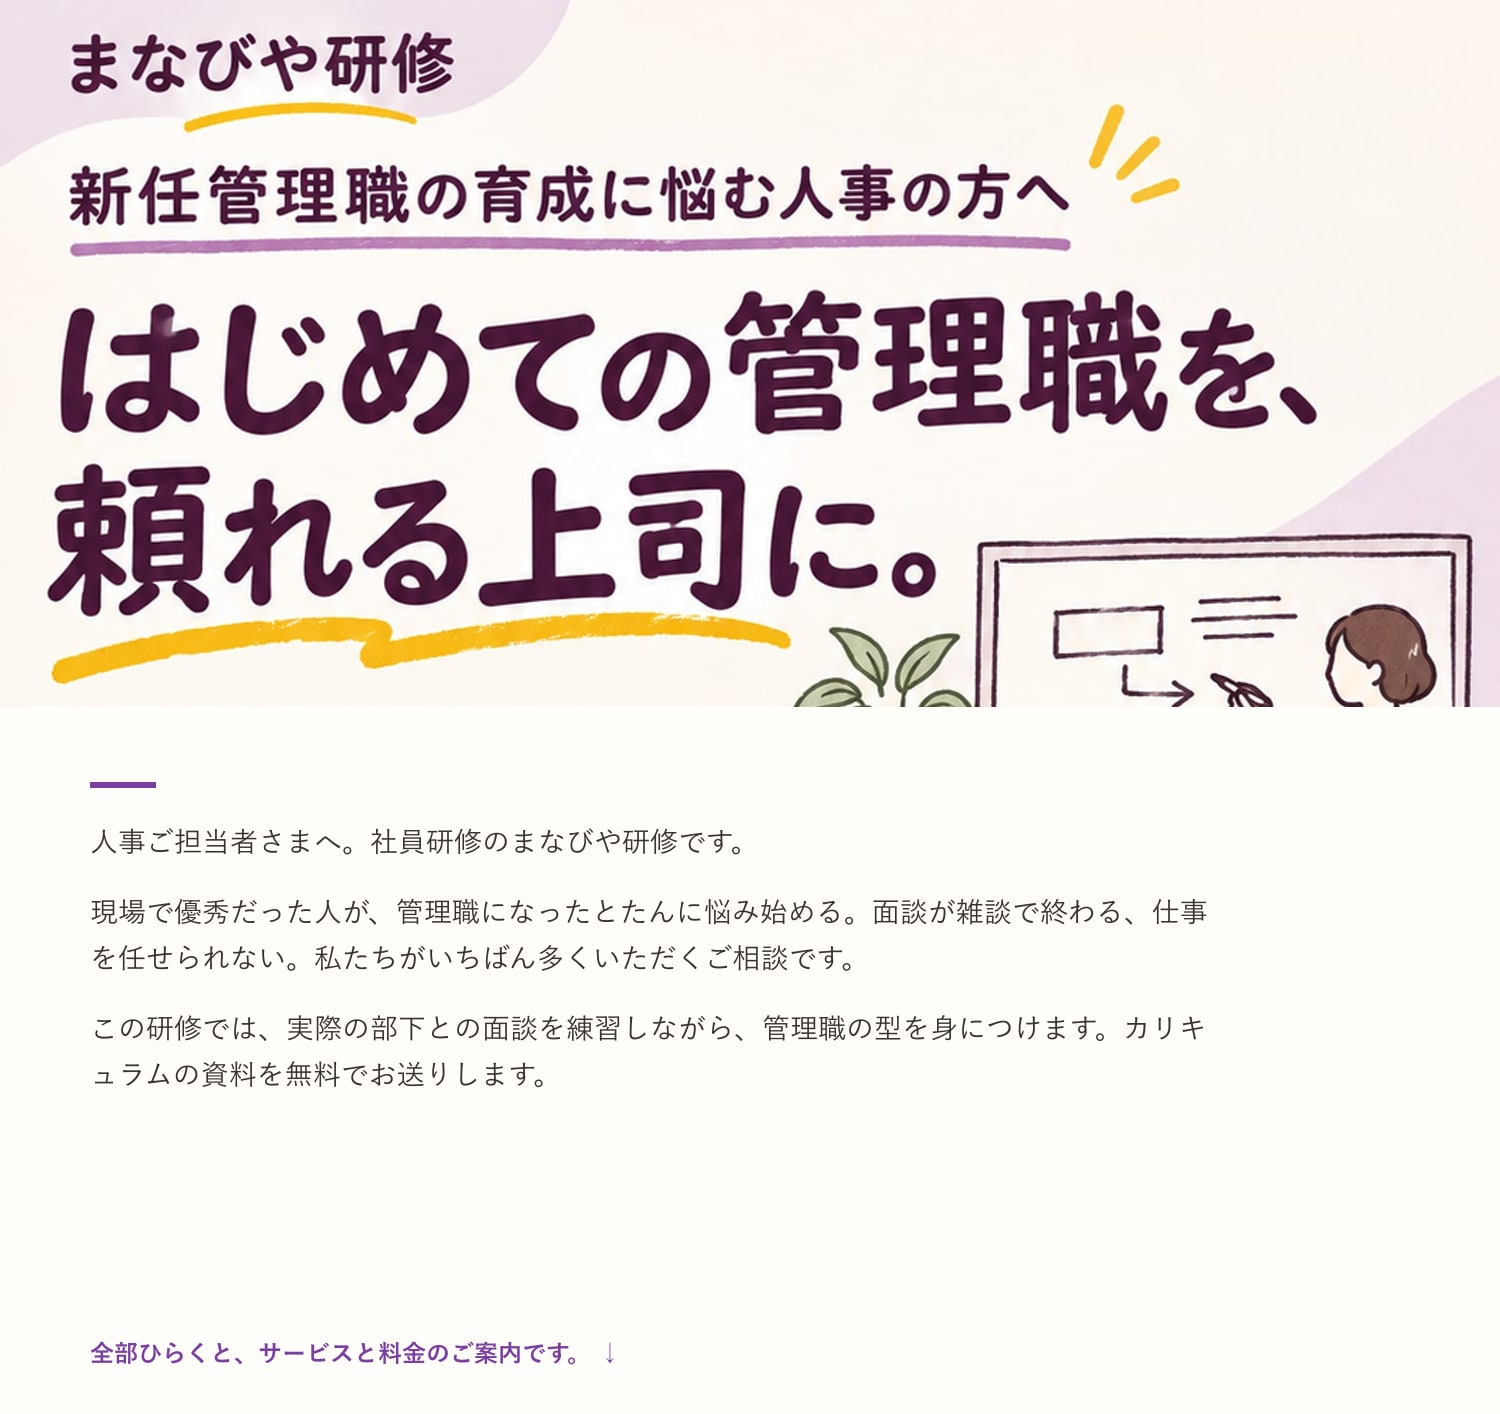 まなびや研修
新任管理職の育成に悩む人事の方へ
はじめての管理職を、
頼れる上司に。
人事ご担当者さまへ。社員研修のまなびや研修です。
現場で優秀だった人が、管理職になったとたんに悩み始める。面談が雑談で終わる、仕事
を任せられない。私たちがいちばん多くいただくご相談です。
この研修では、実際の部下との面談を練習しながら、管理職の型を身につけます。カリキ
ュラムの資料を無料でお送りします。
全部ひらくと、サービスと料金のご案内です。 ↓